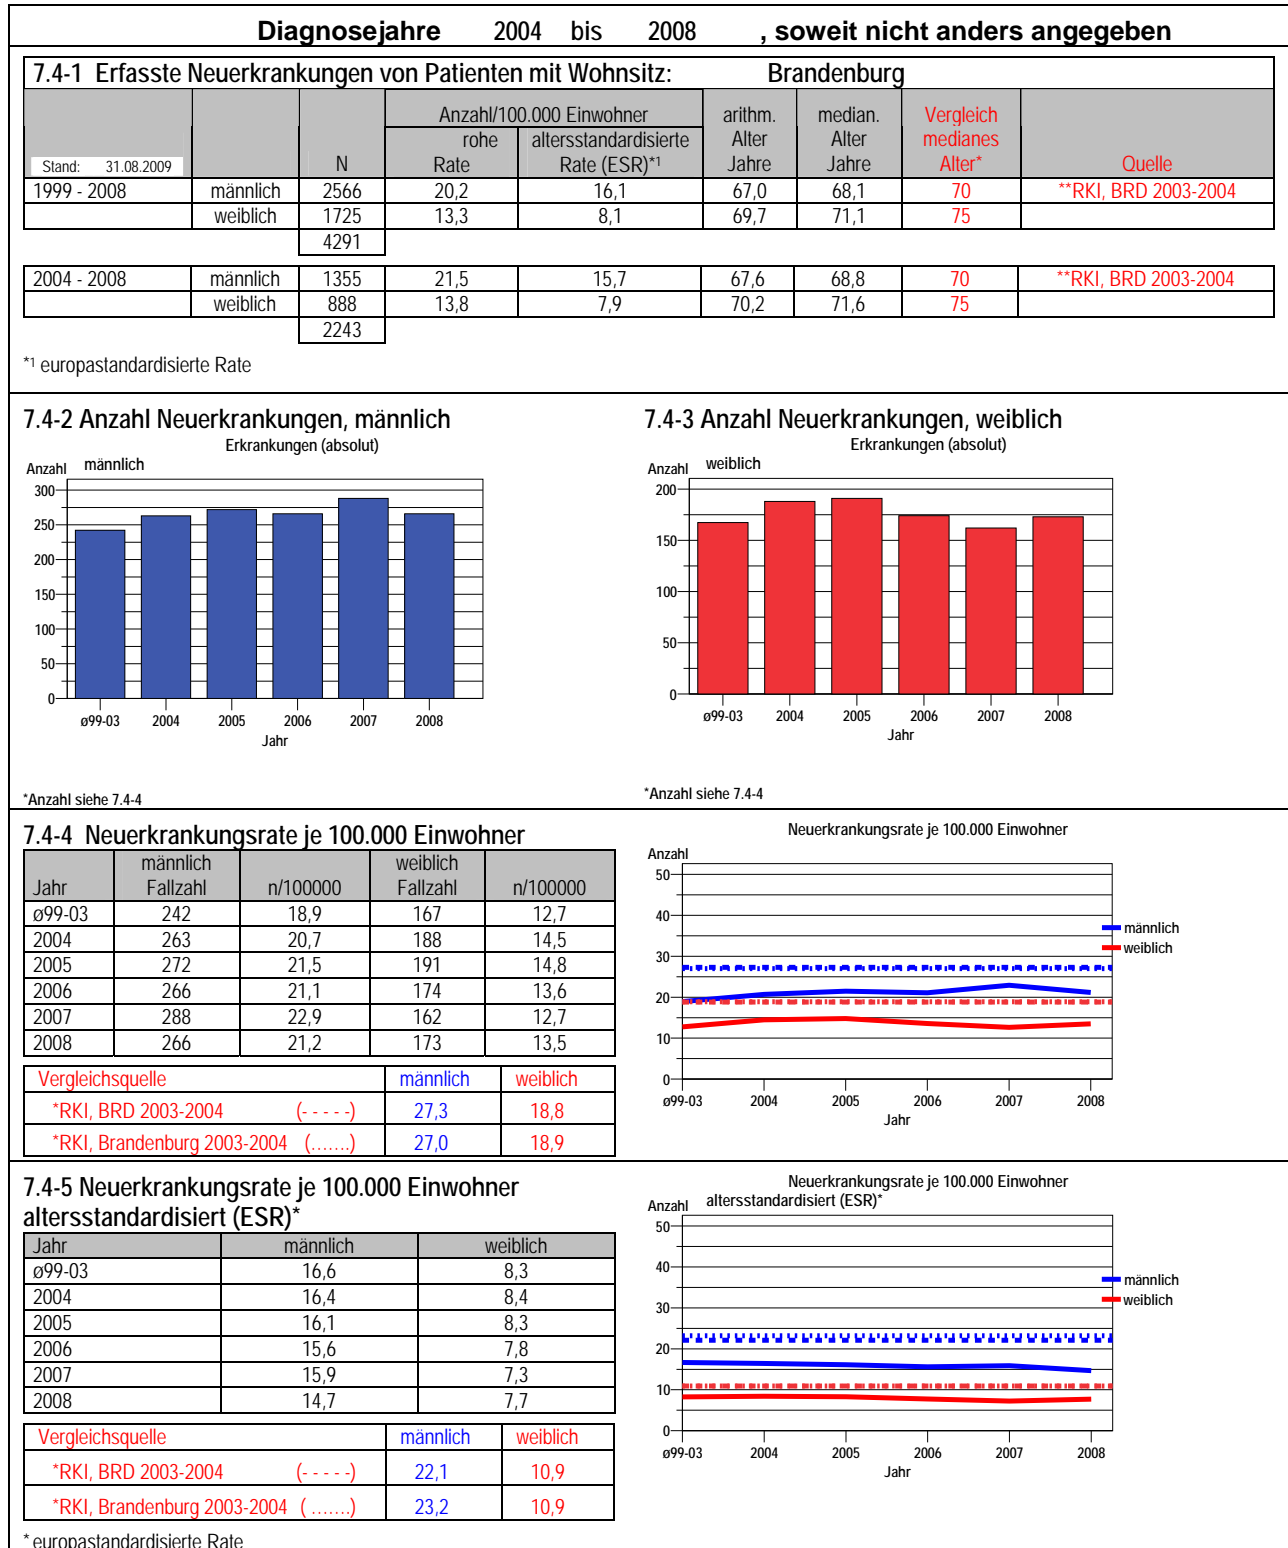 Diagnosejahre 2004 bis 2008 , soweit nicht anders angegeben
7.4-1 Erfasste Neuerkrankungen von Patienten mit Wohnsitz: Brandenburg
Anzahl/100.000 Einwohner arithm. median. Vergleich
rohe altersstandardisierte Alter Alter medianes
Stand: 31.08.2009 N Rate Rate (ESR)*1 Jahre Jahre Alter* Quelle
1999 - 2008 männlich 2566 20,2 16,1 67,0 68,1 70 **RKI, BRD 2003-2004
weiblich 1725 13,3 8,1 69,7 71,1 75
4291
2004 - 2008 männlich 1355 21,5 15,7 67,6 68,8 70 **RKI, BRD 2003-2004
weiblich 888 13,8 7,9 70,2 71,6 75
2243
*1 europastandardisierte Rate
7.4-2 Anzahl Neuerkrankungen, männlich
Erkrankungen (absolut)
Anzahl männlich
300
250
200
150
100
50
0
ø99-03 2004 2005 2006 2007 2008
Jahr
*Anzahl siehe 7.4-4
7.4-3 Anzahl Neuerkrankungen, weiblich
Erkrankungen (absolut)
Anzahl weiblich
200
150
100
50
0
ø99-03 2004 2005 2006 2007 2008
Jahr
*Anzahl siehe 7.4-4
7.4-4 Neuerkrankungsrate je 100.000 Einwohner
männlich weiblich
Jahr Fallzahl n/100000 Fallzahl n/100000
ø99-03 242 18,9 167 12,7
2004 263 20,7 188 14,5
2005 272 21,5 191 14,8
2006 266 21,1 174 13,6
2007 288 22,9 162 12,7
2008 266 21,2 173 13,5
Vergleichsquelle männlich weiblich
*RKI, BRD 2003-2004 (- - - - -) 27,3 18,8
*RKI, Brandenburg 2003-2004 (.......) 27,0 18,9
Neuerkrankungsrate je 100.000 Einwohner
Anzahl
50
40
30
20
10
0
ø99-03 2004 2005 2006 2007 2008
Jahr
männlich
weiblich
7.4-5 Neuerkrankungsrate je 100.000 Einwohner
altersstandardisiert (ESR)*
Jahr männlich weiblich
ø99-03 16,6 8,3
2004 16,4 8,4
2005 16,1 8,3
2006 15,6 7,8
2007 15,9 7,3
2008 14,7 7,7
Vergleichsquelle männlich weiblich
*RKI, BRD 2003-2004 (- - - - -) 22,1 10,9
*RKI, Brandenburg 2003-2004 ( .......) 23,2 10,9
* europastandardisierte Rate
Neuerkrankungsrate je 100.000 Einwohner
Anzahl altersstandardisiert (ESR)*
50
40
30
20
10
0
ø99-03 2004 2005 2006 2007 2008
Jahr
männlich
weiblich